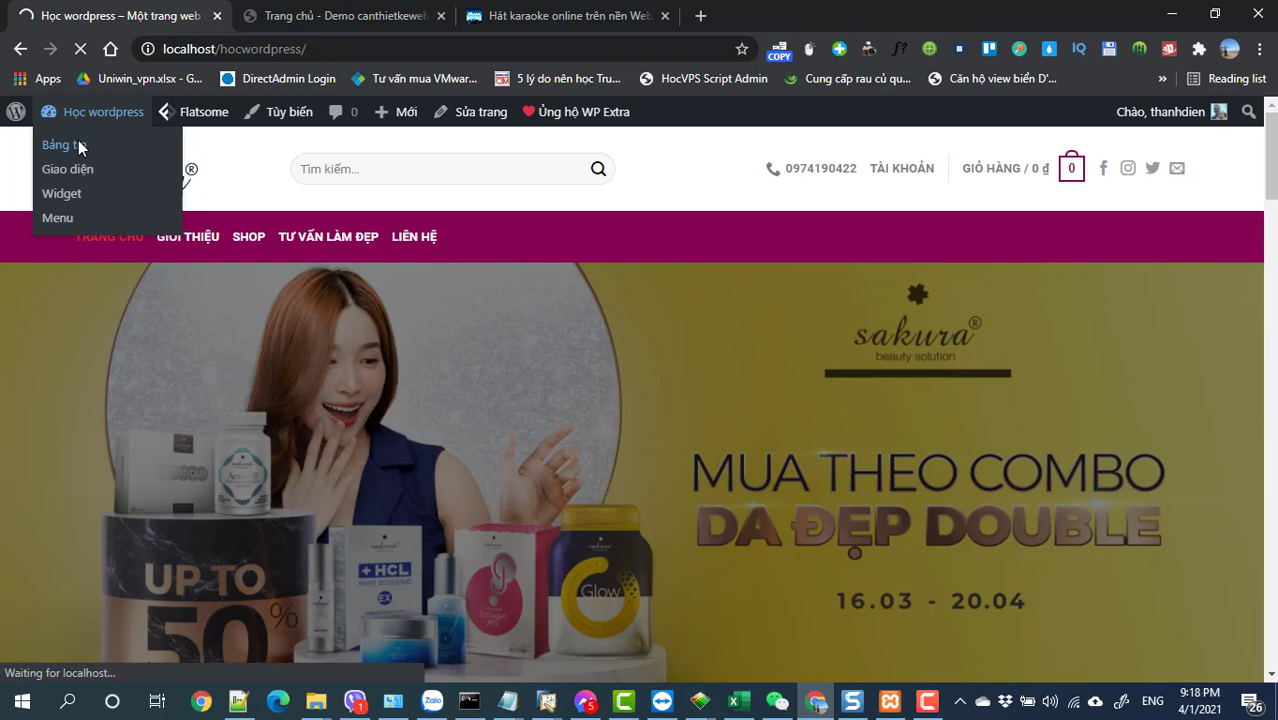 Học wordpress – Một trang web
Trang chủ - Demo canthietkeweb
Hát karaoke online trên nền Web
localhost/hocwordpress/
COPY
Apps
Uniwin_vpn.xlsx - G...
DirectAdmin Login
Tư vấn mua VMwar...
5 lý do nên học Tru...
HocVPS Script Admin
Cung cấp rau củ qu...
Căn hộ view biển D'...
»
Reading list
Học wordpress
Flatsome
Tùy biến
0
Mới
Sửa trang
Ủng hộ WP Extra
Chào, thanhdien
Bảng
Giao diện
Widget
Menu
Tìm kiếm...
0974190422
TÀI KHOẢN
GIỎ HÀNG / 0 ₫
0
TRANG CHỦ
GIỚI THIỆU
SHOP
TƯ VẤN LÀM ĐẸP
LIÊN HỆ
sakura®
beauty solution
MUA THEO COMBO
DA ĐẸP DOUBLE
16.03 - 20.04
UP TO
50%
+HCL
EX
Glow
Waiting for localhost...
ENG
9:18 PM
4/1/2021
26